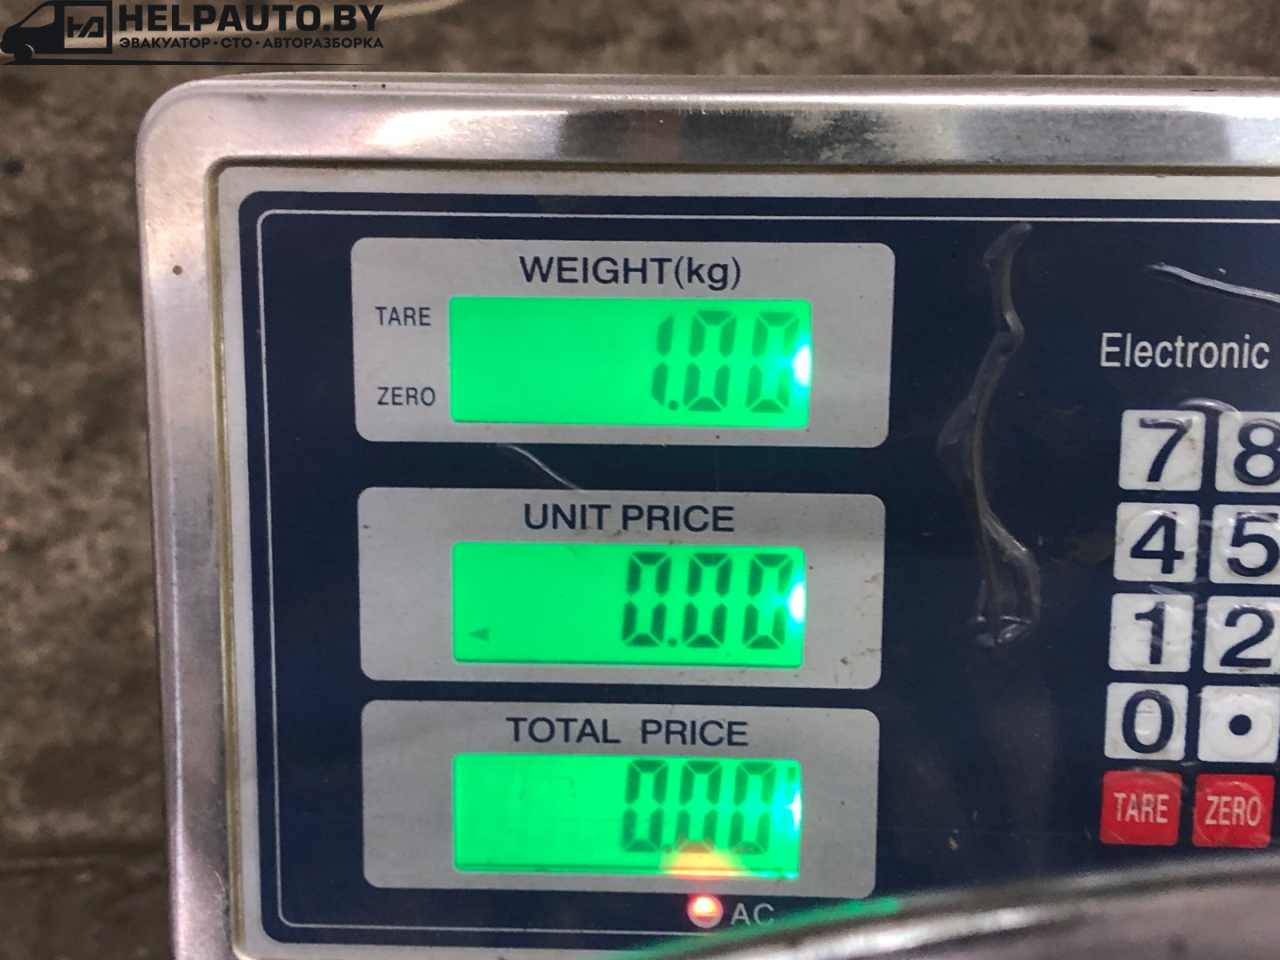 HELPAUTO.BY
ЭВАКУАТОР·СТО·АВТОРАЗБОРКА
WEIGHT(kg)
TARE
1.00
ZERO
UNIT PRICE
0.00
TOTAL PRICE
0.00
AC
Electronic
7 8
4 5
1 2
0 •
TARE ZERO